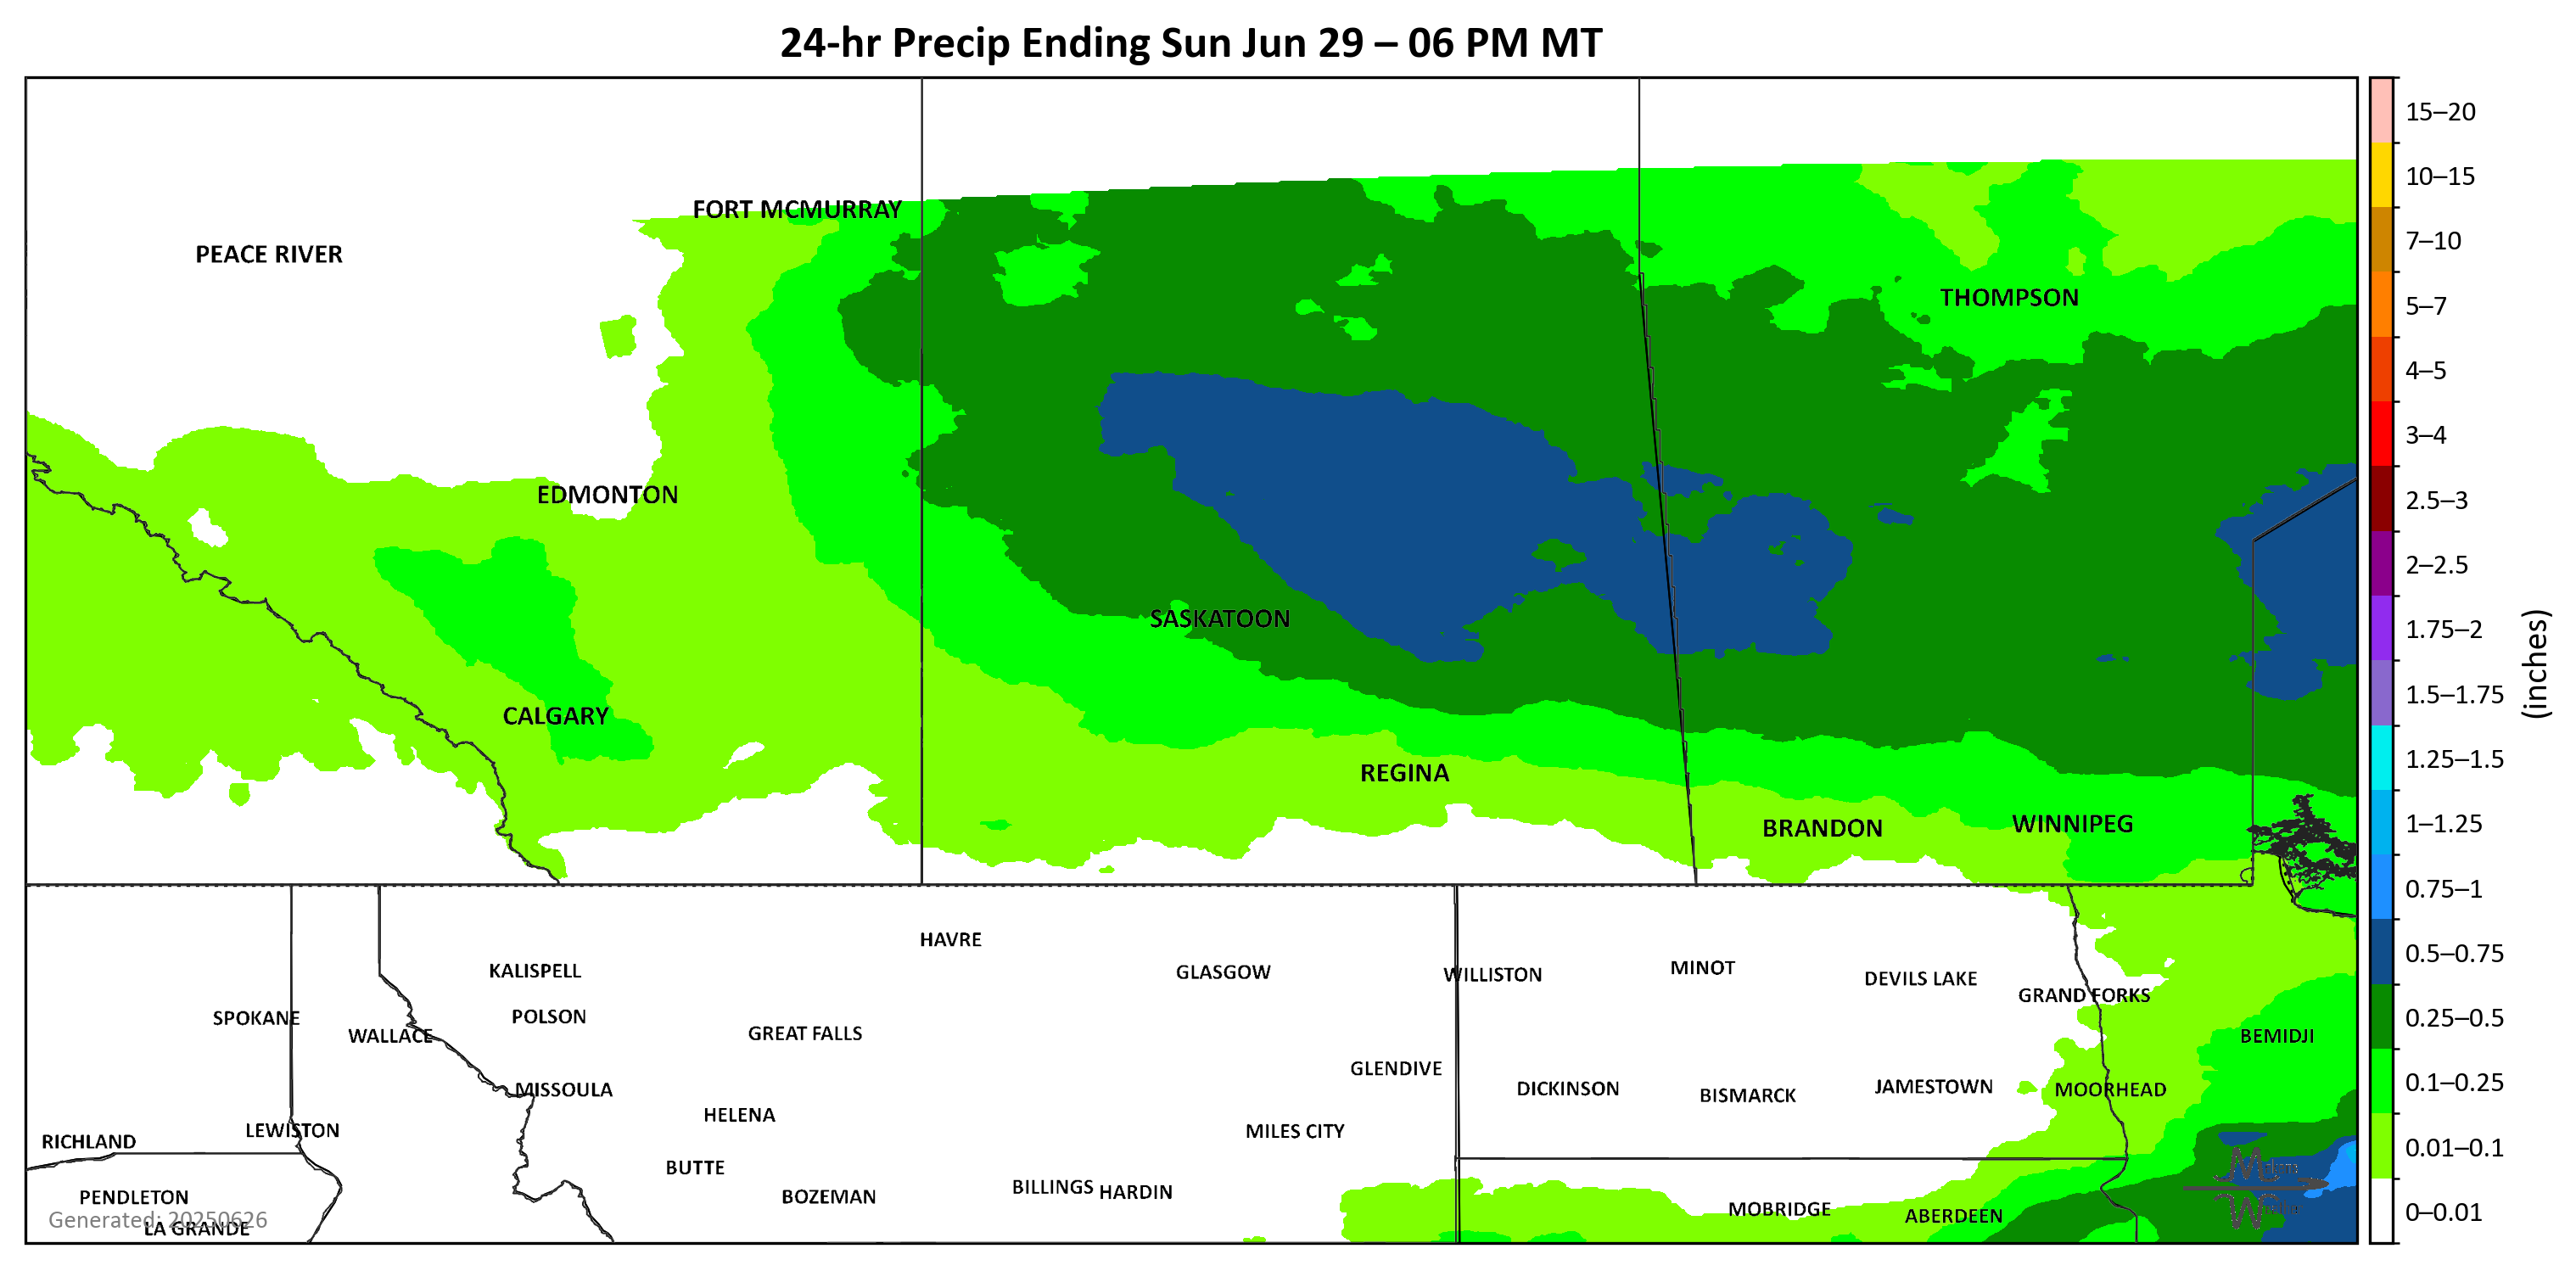 24-hr Precip Ending Sun Jun 29 – 06 PM MT
15–20
10–15
7–10
5–7
4–5
3–4
2.5–3
2–2.5
1.75–2
1.5–1.75
1.25–1.5
1–1.25
0.75–1
0.5–0.75
0.25–0.5
0.1–0.25
0.01–0.1
0–0.01
(inches)
FORT MCMURRAY
PEACE RIVER
THOMPSON
EDMONTON
SASKATOON
CALGARY
REGINA
BRANDON
WINNIPEG
HAVRE
KALISPELL
GLASGOW
WILLISTON
MINOT
DEVILS LAKE
GRAND FORKS
SPOKANE
POLSON
WALLACE
GREAT FALLS
BEMIDJI
GLENDIVE
MISSOULA
DICKINSON
BISMARCK
JAMESTOWN
MOORHEAD
HELENA
LEWISTON
MILES CITY
RICHLAND
BUTTE
PENDLETON
BOZEMAN
BILLINGS
HARDIN
MOBRIDGE
ABERDEEN
Generated: 20250626
LA GRANDE